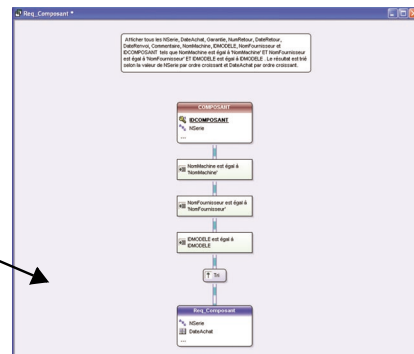 Req_Composant *
Afficher tous les NSerie, DateAchat, Garantie, NumRetour, DateRetour,
DateRenvoi, Commentaire, NomMachine, IDMODELE, NomFournisseur et
IDCOMPOSANT tels que NomMachine est égal à 'NomMachine' ET NomFournisseur
est égal à 'NomFournisseur' ET IDMODELE est égal à IDMODELE . Le résultat est trié
selon la valeur de NSerie par ordre croissant et DateAchat par ordre croissant.
COMPOSANT
IDCOMPOSANT
NSerie
...
NomMachine est égal à
'NomMachine'
NomFournisseur est égal à
'NomFournisseur'
IDMODELE est égal à
IDMODELE
Tri
Req_Composant
NSerie
DateAchat
...